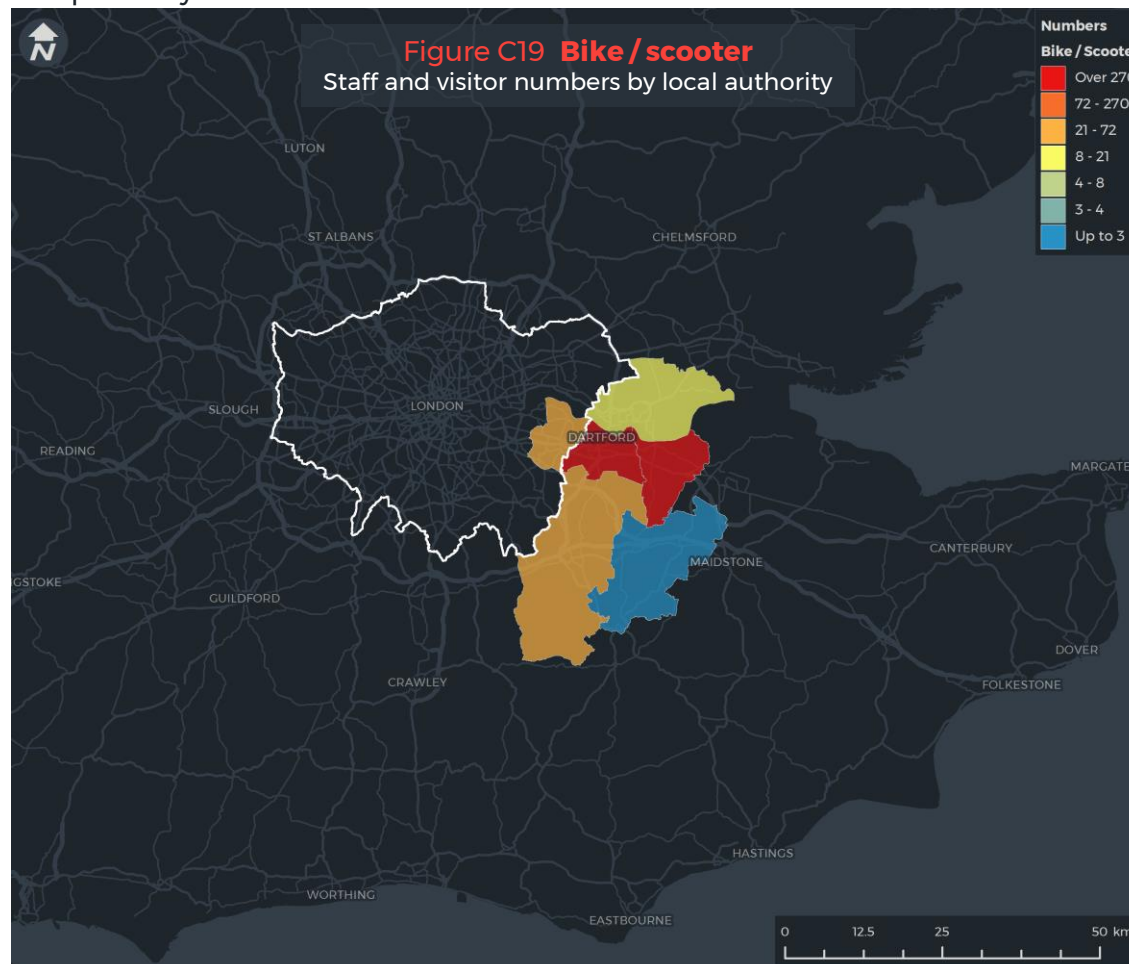 N
Figure C19 Bike / scooter
Staff and visitor numbers by local authority
Numbers
Bike / Scoote
Over 270
72 - 270
21 - 72
8 - 21
4 - 8
3 - 4
Up to 3
LUTON
ST ALBANS
CHELMSFORD
SLOUGH
LONDON
DARTFORD
READING
MARGATE
CANTERBURY
MAIDSTONE
GSTOKE
GUILDFORD
DOVER
CRAWLEY
FOLKESTONE
HASTINGS
WORTHING
EASTBOURNE
0 12.5 25 50 km